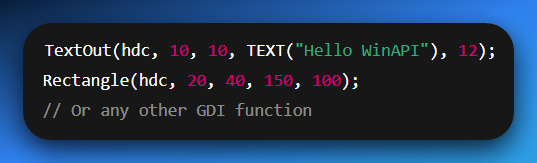 TextOut(hdc, 10, 10, TEXT("Hello WinAPI"), 12);
Rectangle(hdc, 20, 40, 150, 100);
// Or any other GDI function